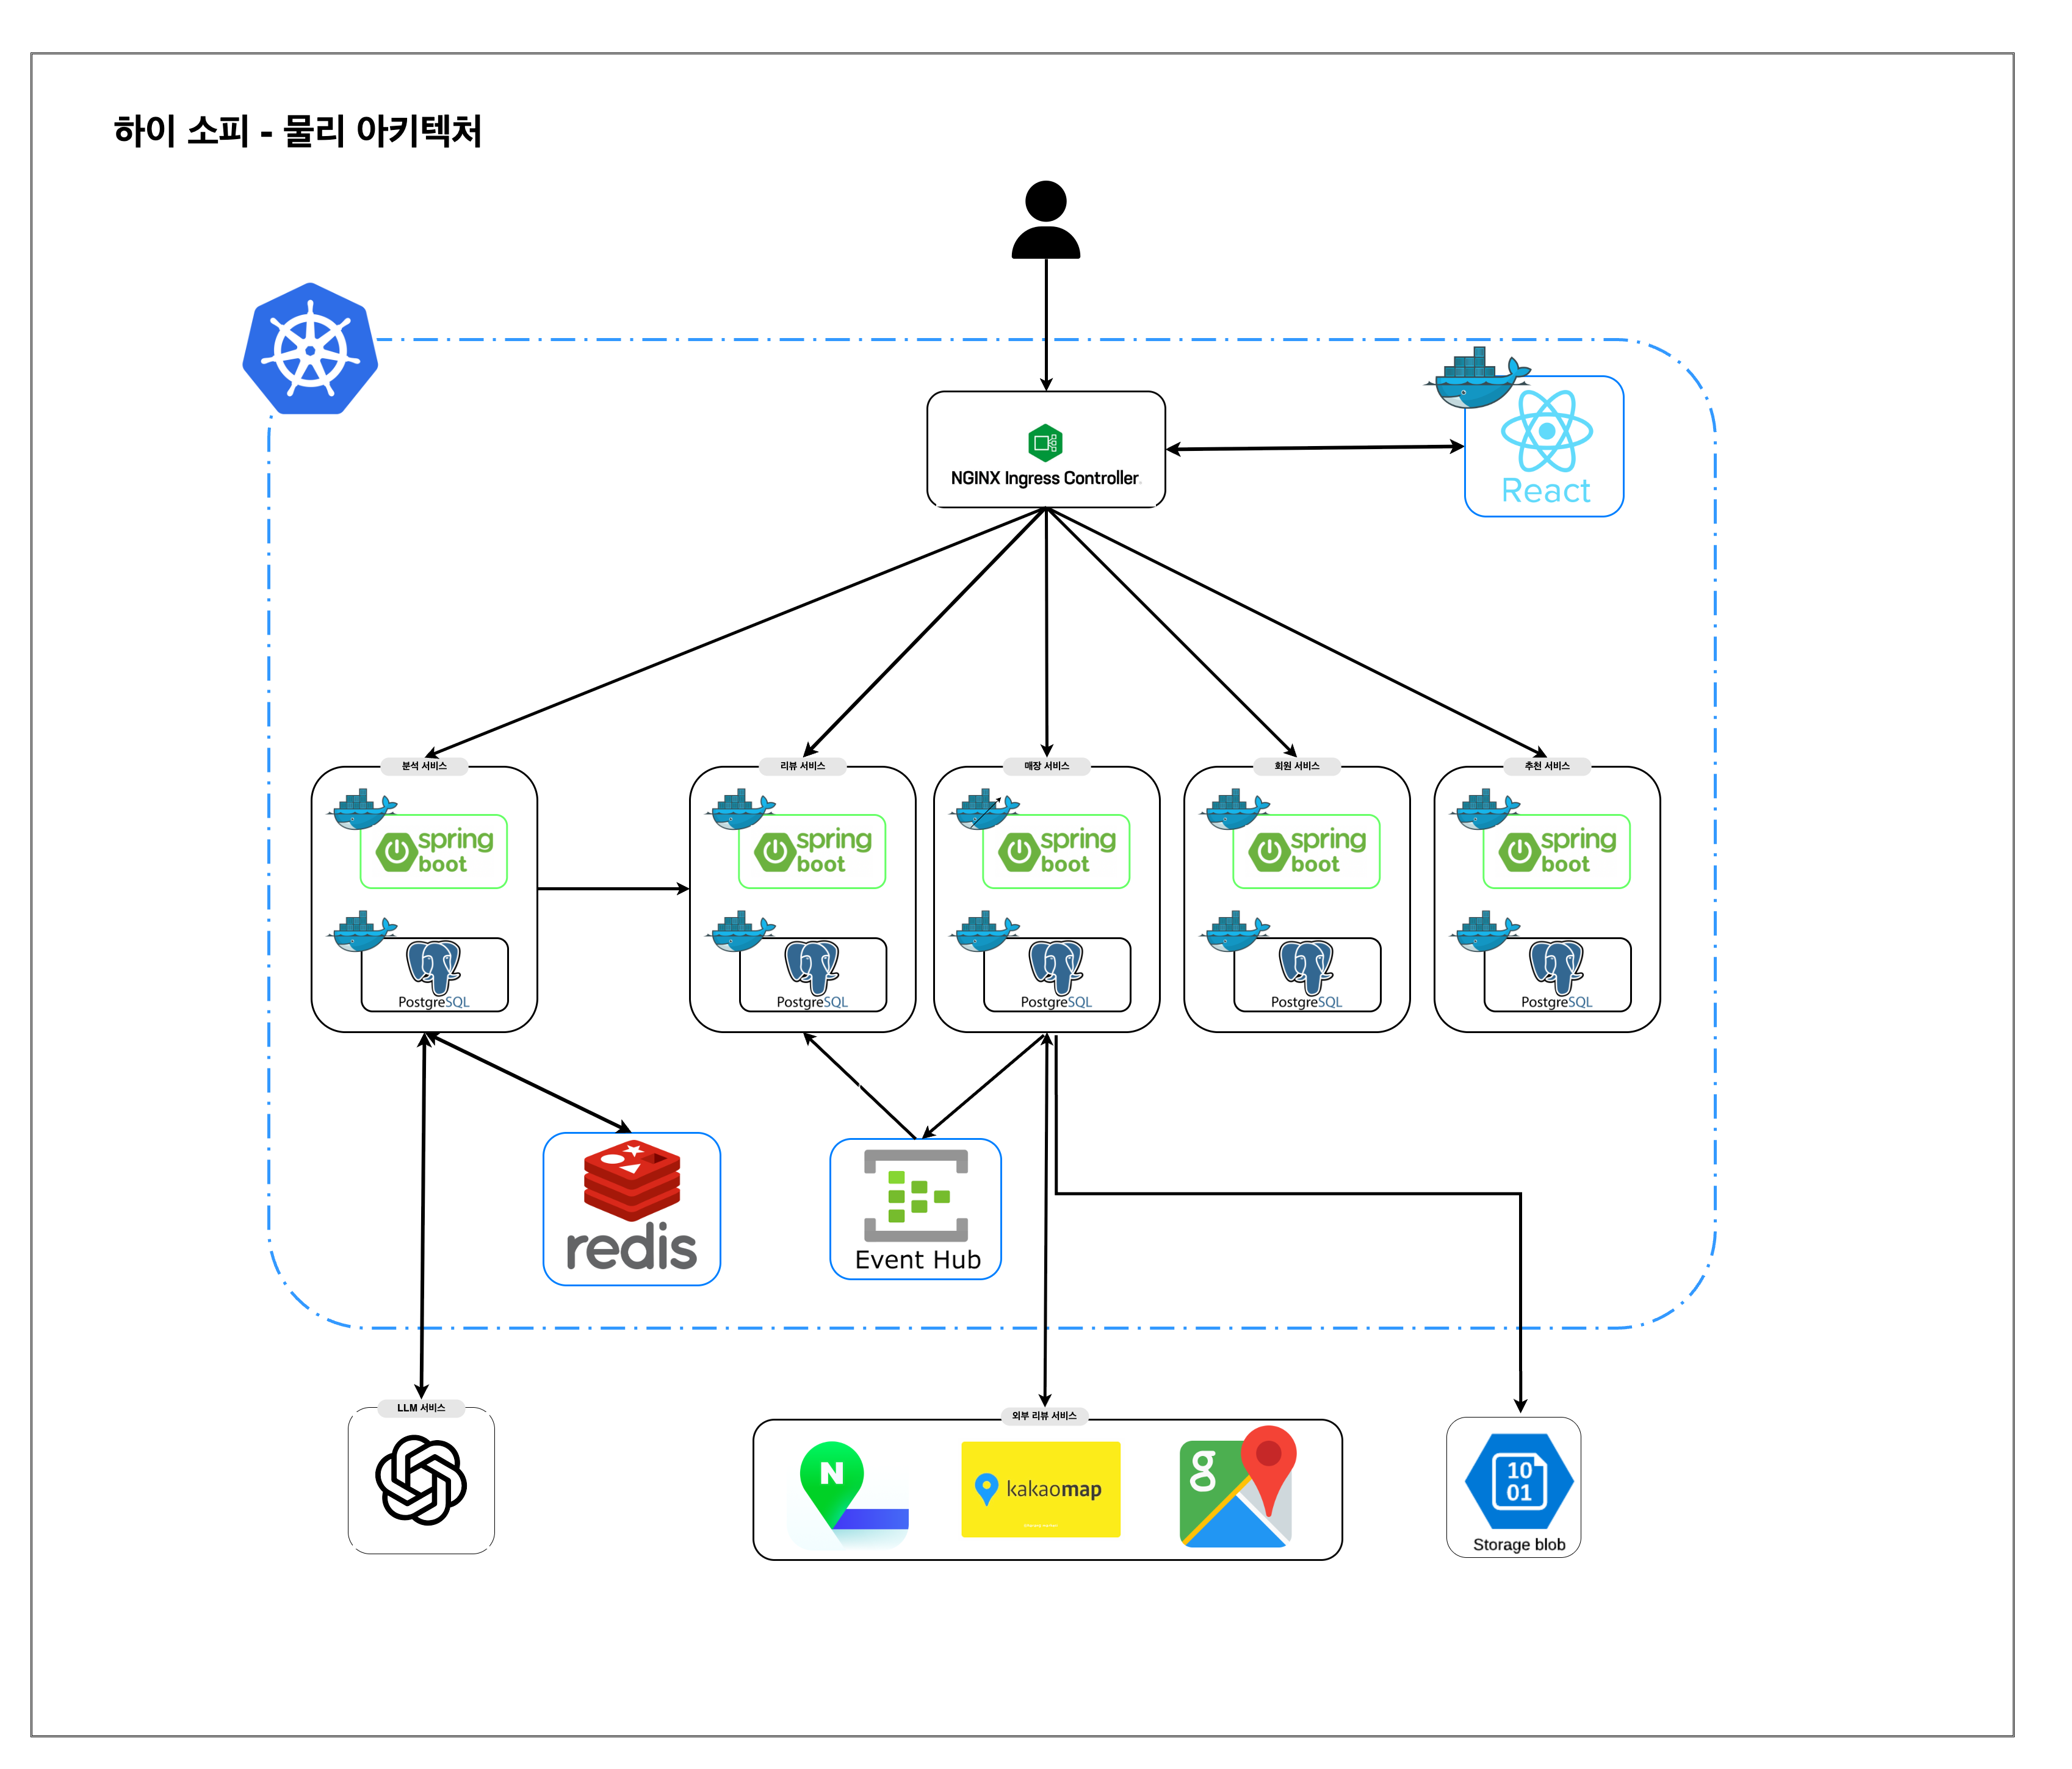 하이 소피 - 물리 아키텍처
NGINX Ingress Controller
React
분석 서비스
리뷰 서비스
매장 서비스
회원 서비스
추천 서비스
spring boot
spring boot
spring boot
spring boot
spring boot
PostgreSQL
PostgreSQL
PostgreSQL
PostgreSQL
PostgreSQL
redis
Event Hub
LLM 서비스
외부 리뷰 서비스
N
kakaomap
g
10
01
Storage blob